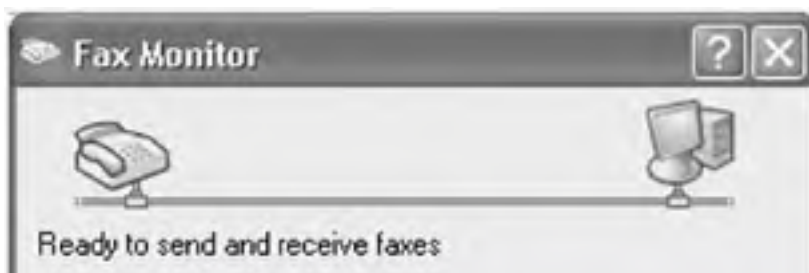 Fax Monitor
Ready to send and receive faxes